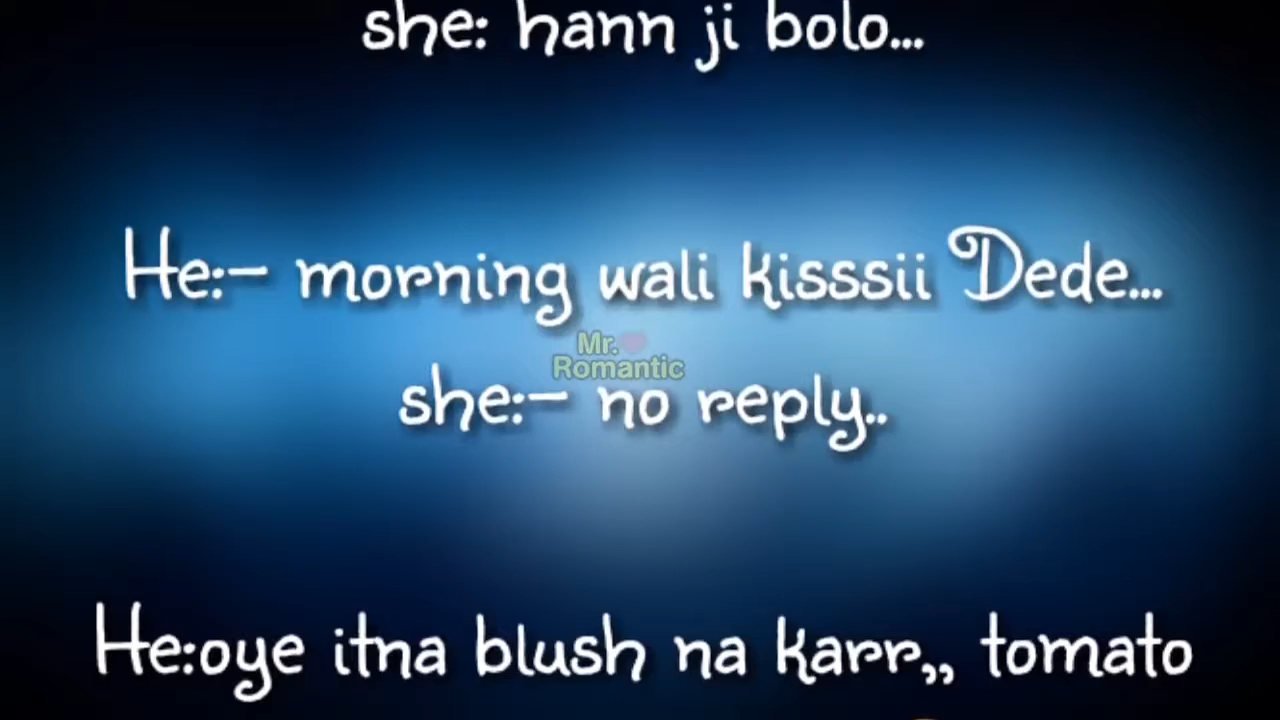 she: hann ji bolo...
He:– morning wali kisssii Dede...
Mr.
Romantic
she:– no reply..
He:oye itna blush na karr,, tomato